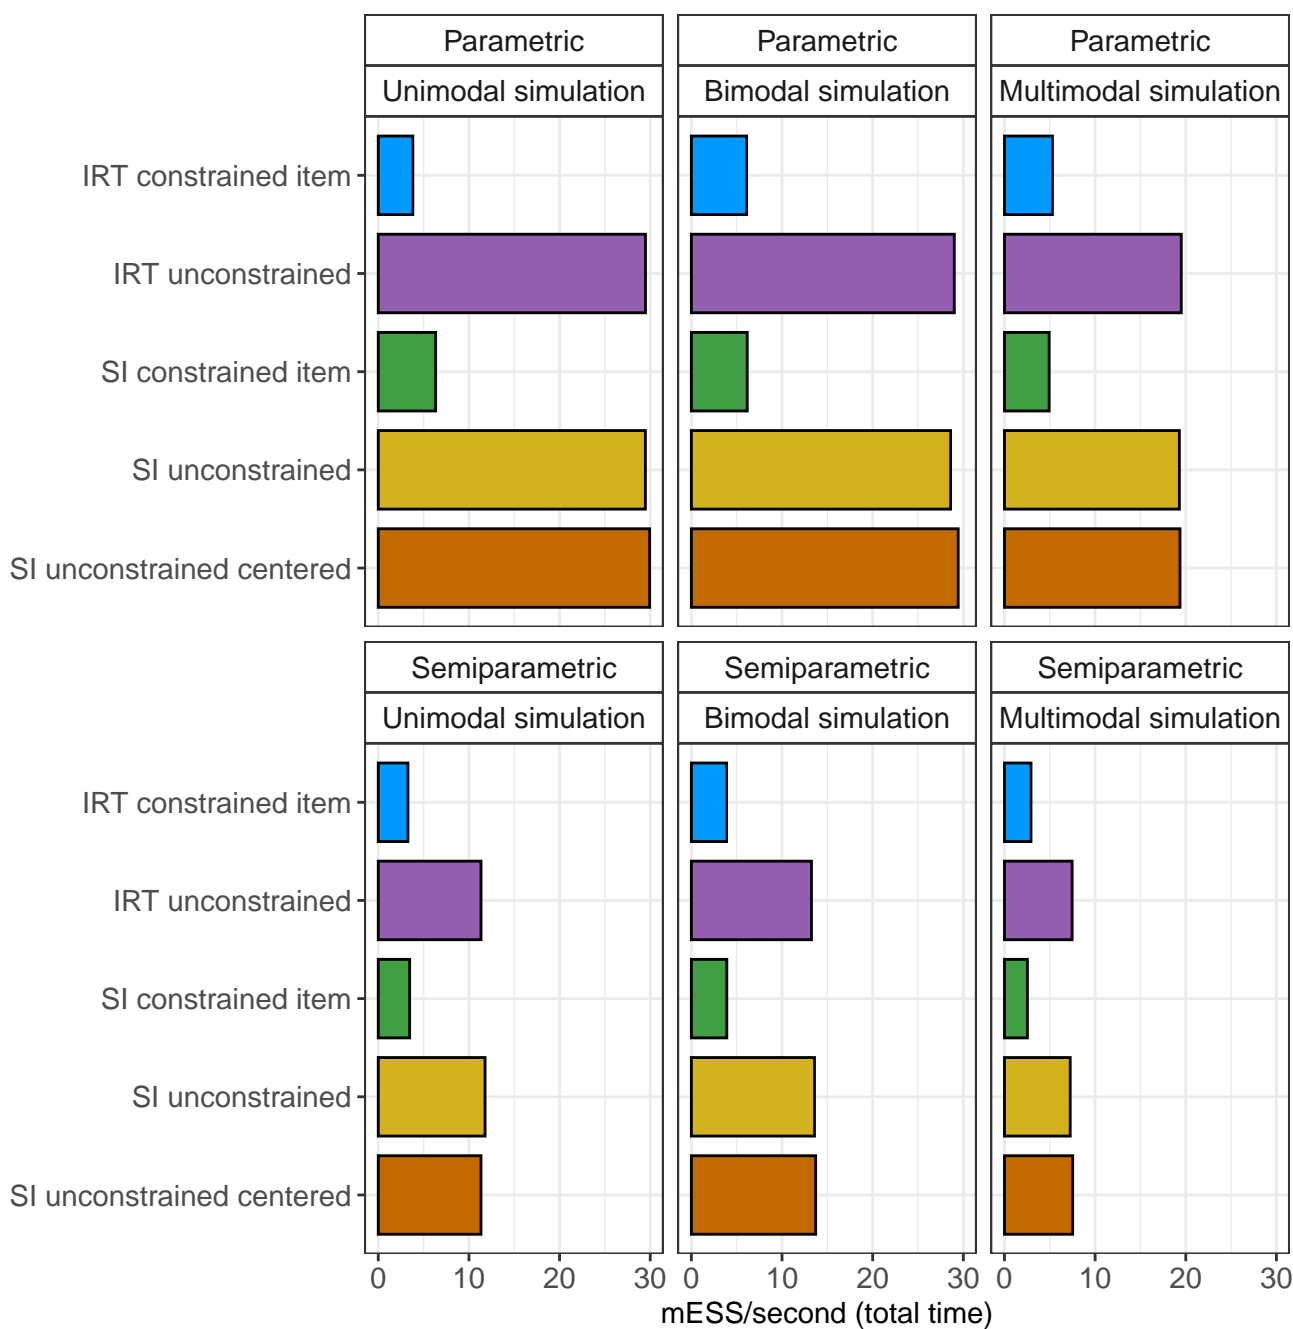 Parametric Parametric Parametric
Unimodal simulation Bimodal simulation Multimodal simulation
IRT constrained item
IRT unconstrained
SI constrained item
SI unconstrained
SI unconstrained centered
Semiparametric Semiparametric Semiparametric
Unimodal simulation Bimodal simulation Multimodal simulation
IRT constrained item
IRT unconstrained
SI constrained item
SI unconstrained
SI unconstrained centered
0 10 20 30 0 10 20 30 0 10 20 30
mESS/second (total time)